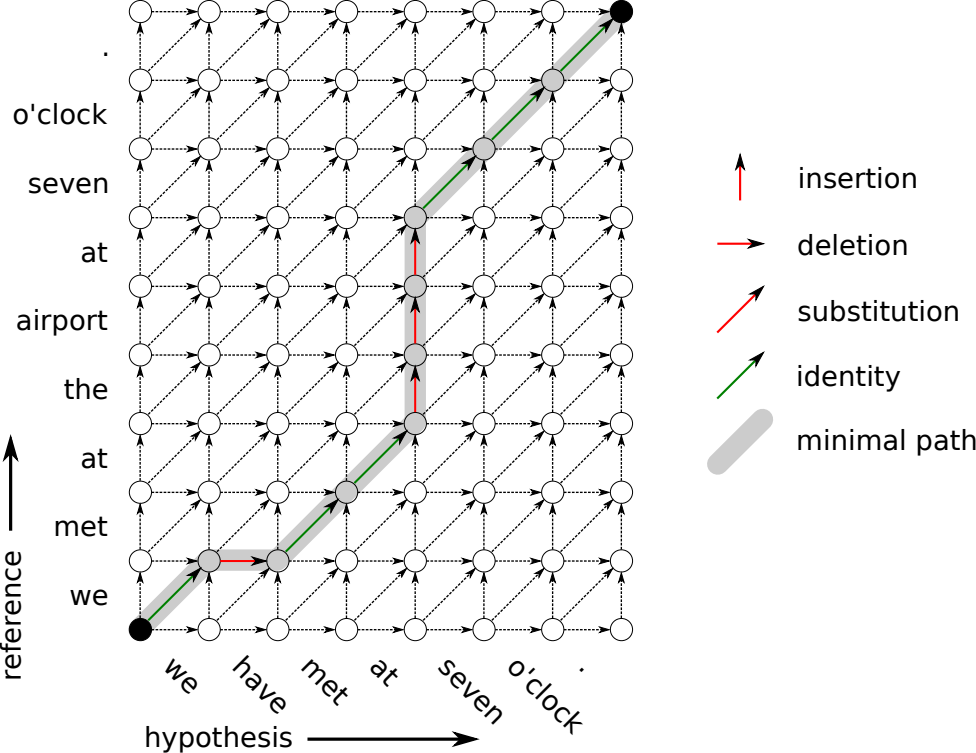 .
o'clock
seven
at
airport
the
at
met
we
reference
we
have
met
at
seven
o'clock
.
hypothesis
insertion
deletion
substitution
identity
minimal path